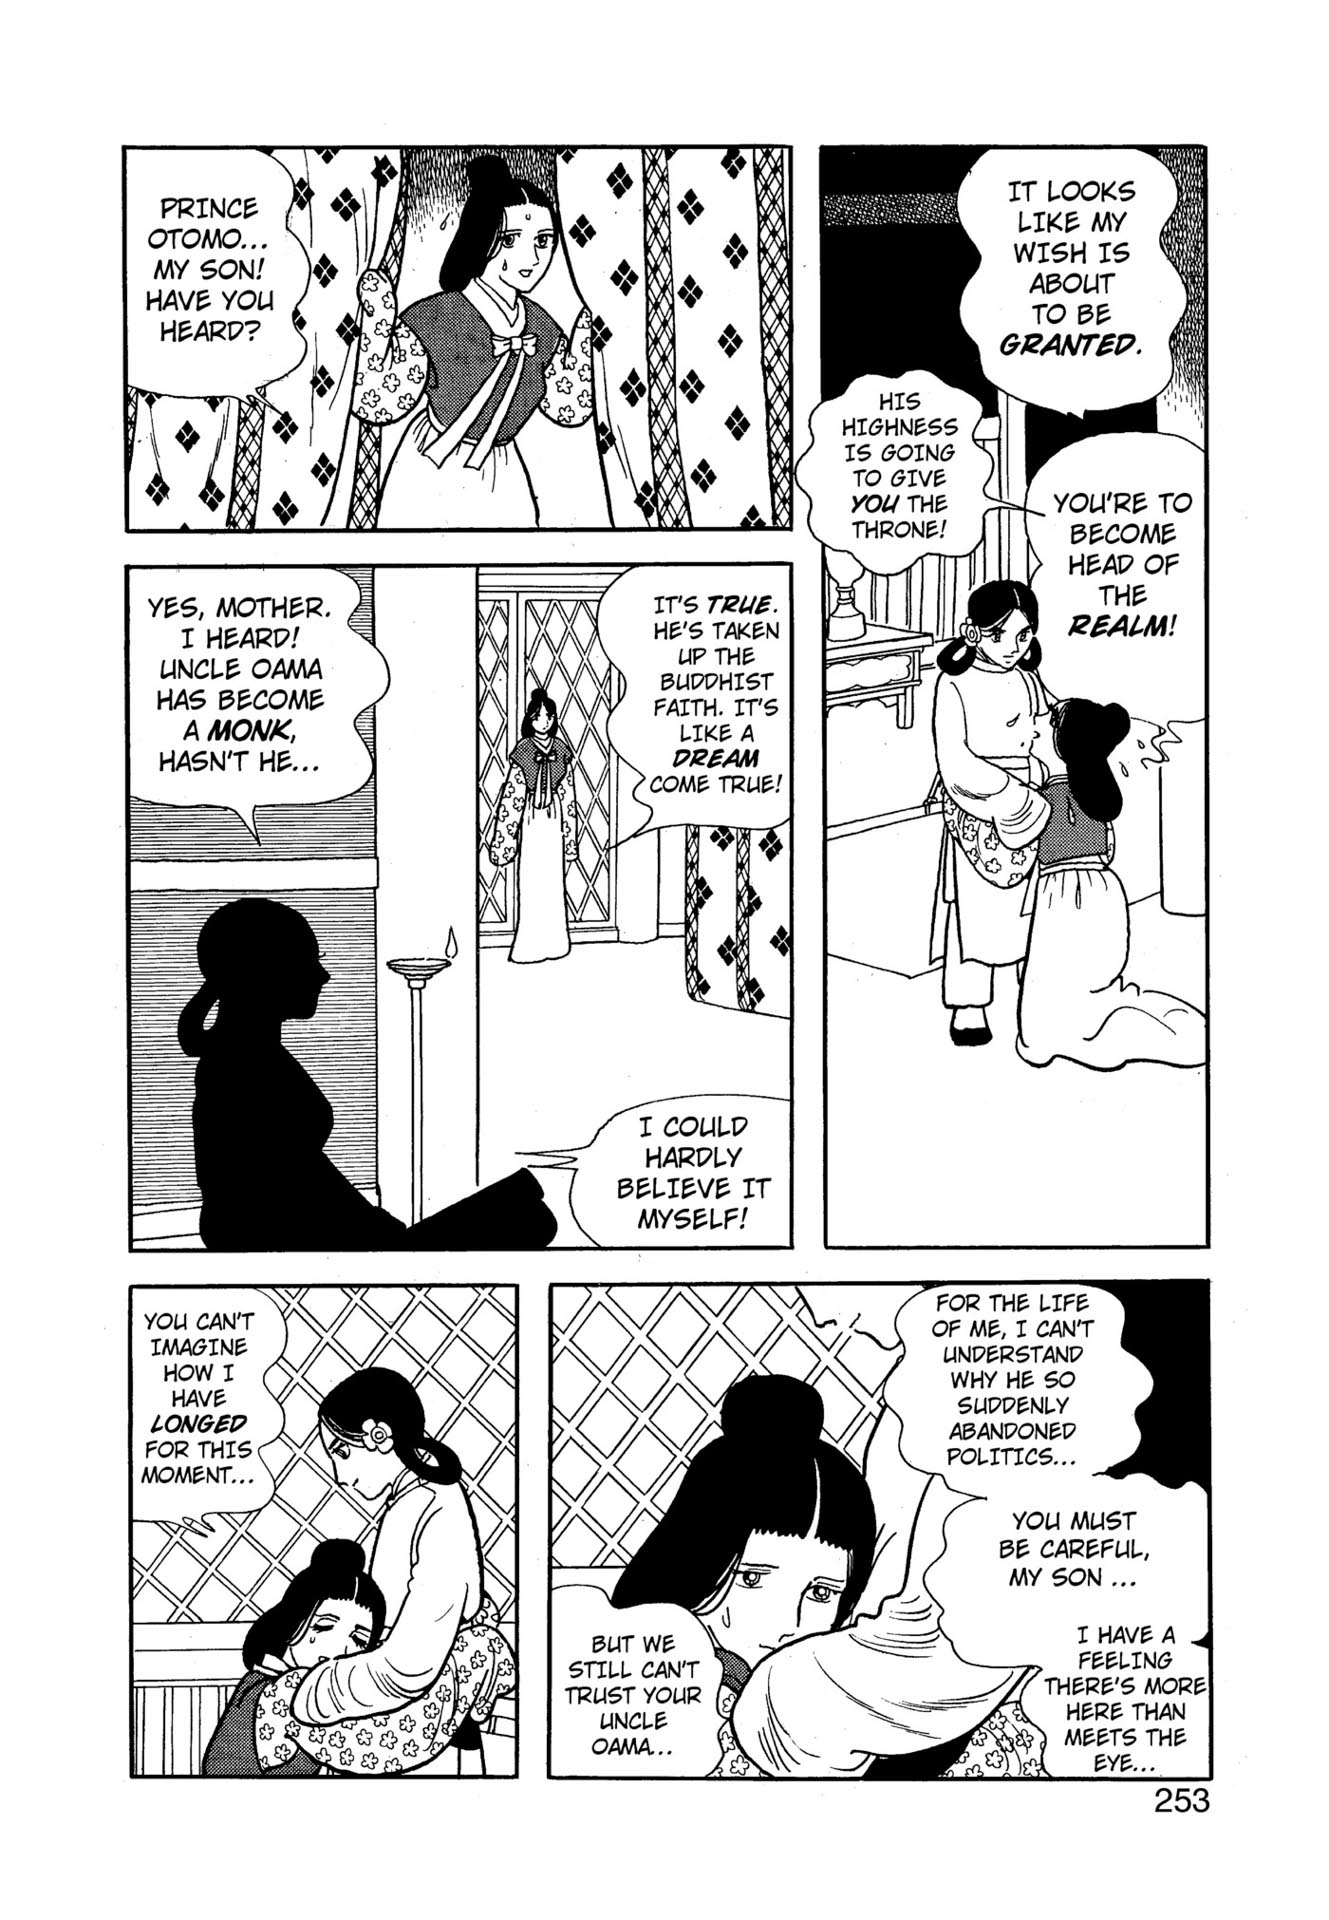 PRINCE
OTOMO...
MY SON!
HAVE YOU
HEARD?
YES, MOTHER.
I HEARD!
UNCLE OAMA
HAS BECOME
A MONK,
HASN'T HE...
IT'S TRUE.
HE'S TAKEN
UP THE
BUDDHIST
FAITH. IT'S
LIKE A
DREAM
COME TRUE!
I COULD
HARDLY
BELIEVE IT
MYSELF!
IT LOOKS
LIKE MY
WISH IS
ABOUT
TO BE
GRANTED.
HIS
HIGHNESS
IS GOING
TO GIVE
YOU THE
THRONE!
YOU'RE TO
BECOME
HEAD OF
THE
REALM!
YOU CAN'T
IMAGINE
HOW I
HAVE
LONGED
FOR THIS
MOMENT...
BUT WE
STILL CAN'T
TRUST YOUR
UNCLE
OAMA...
FOR THE LIFE
OF ME, I CAN'T
UNDERSTAND
WHY HE SO
SUDDENLY
ABANDONED
POLITICS...
YOU MUST
BE CAREFUL,
MY SON ...
I HAVE A
FEELING
THERE'S MORE
HERE THAN
MEETS THE
EYE...
253